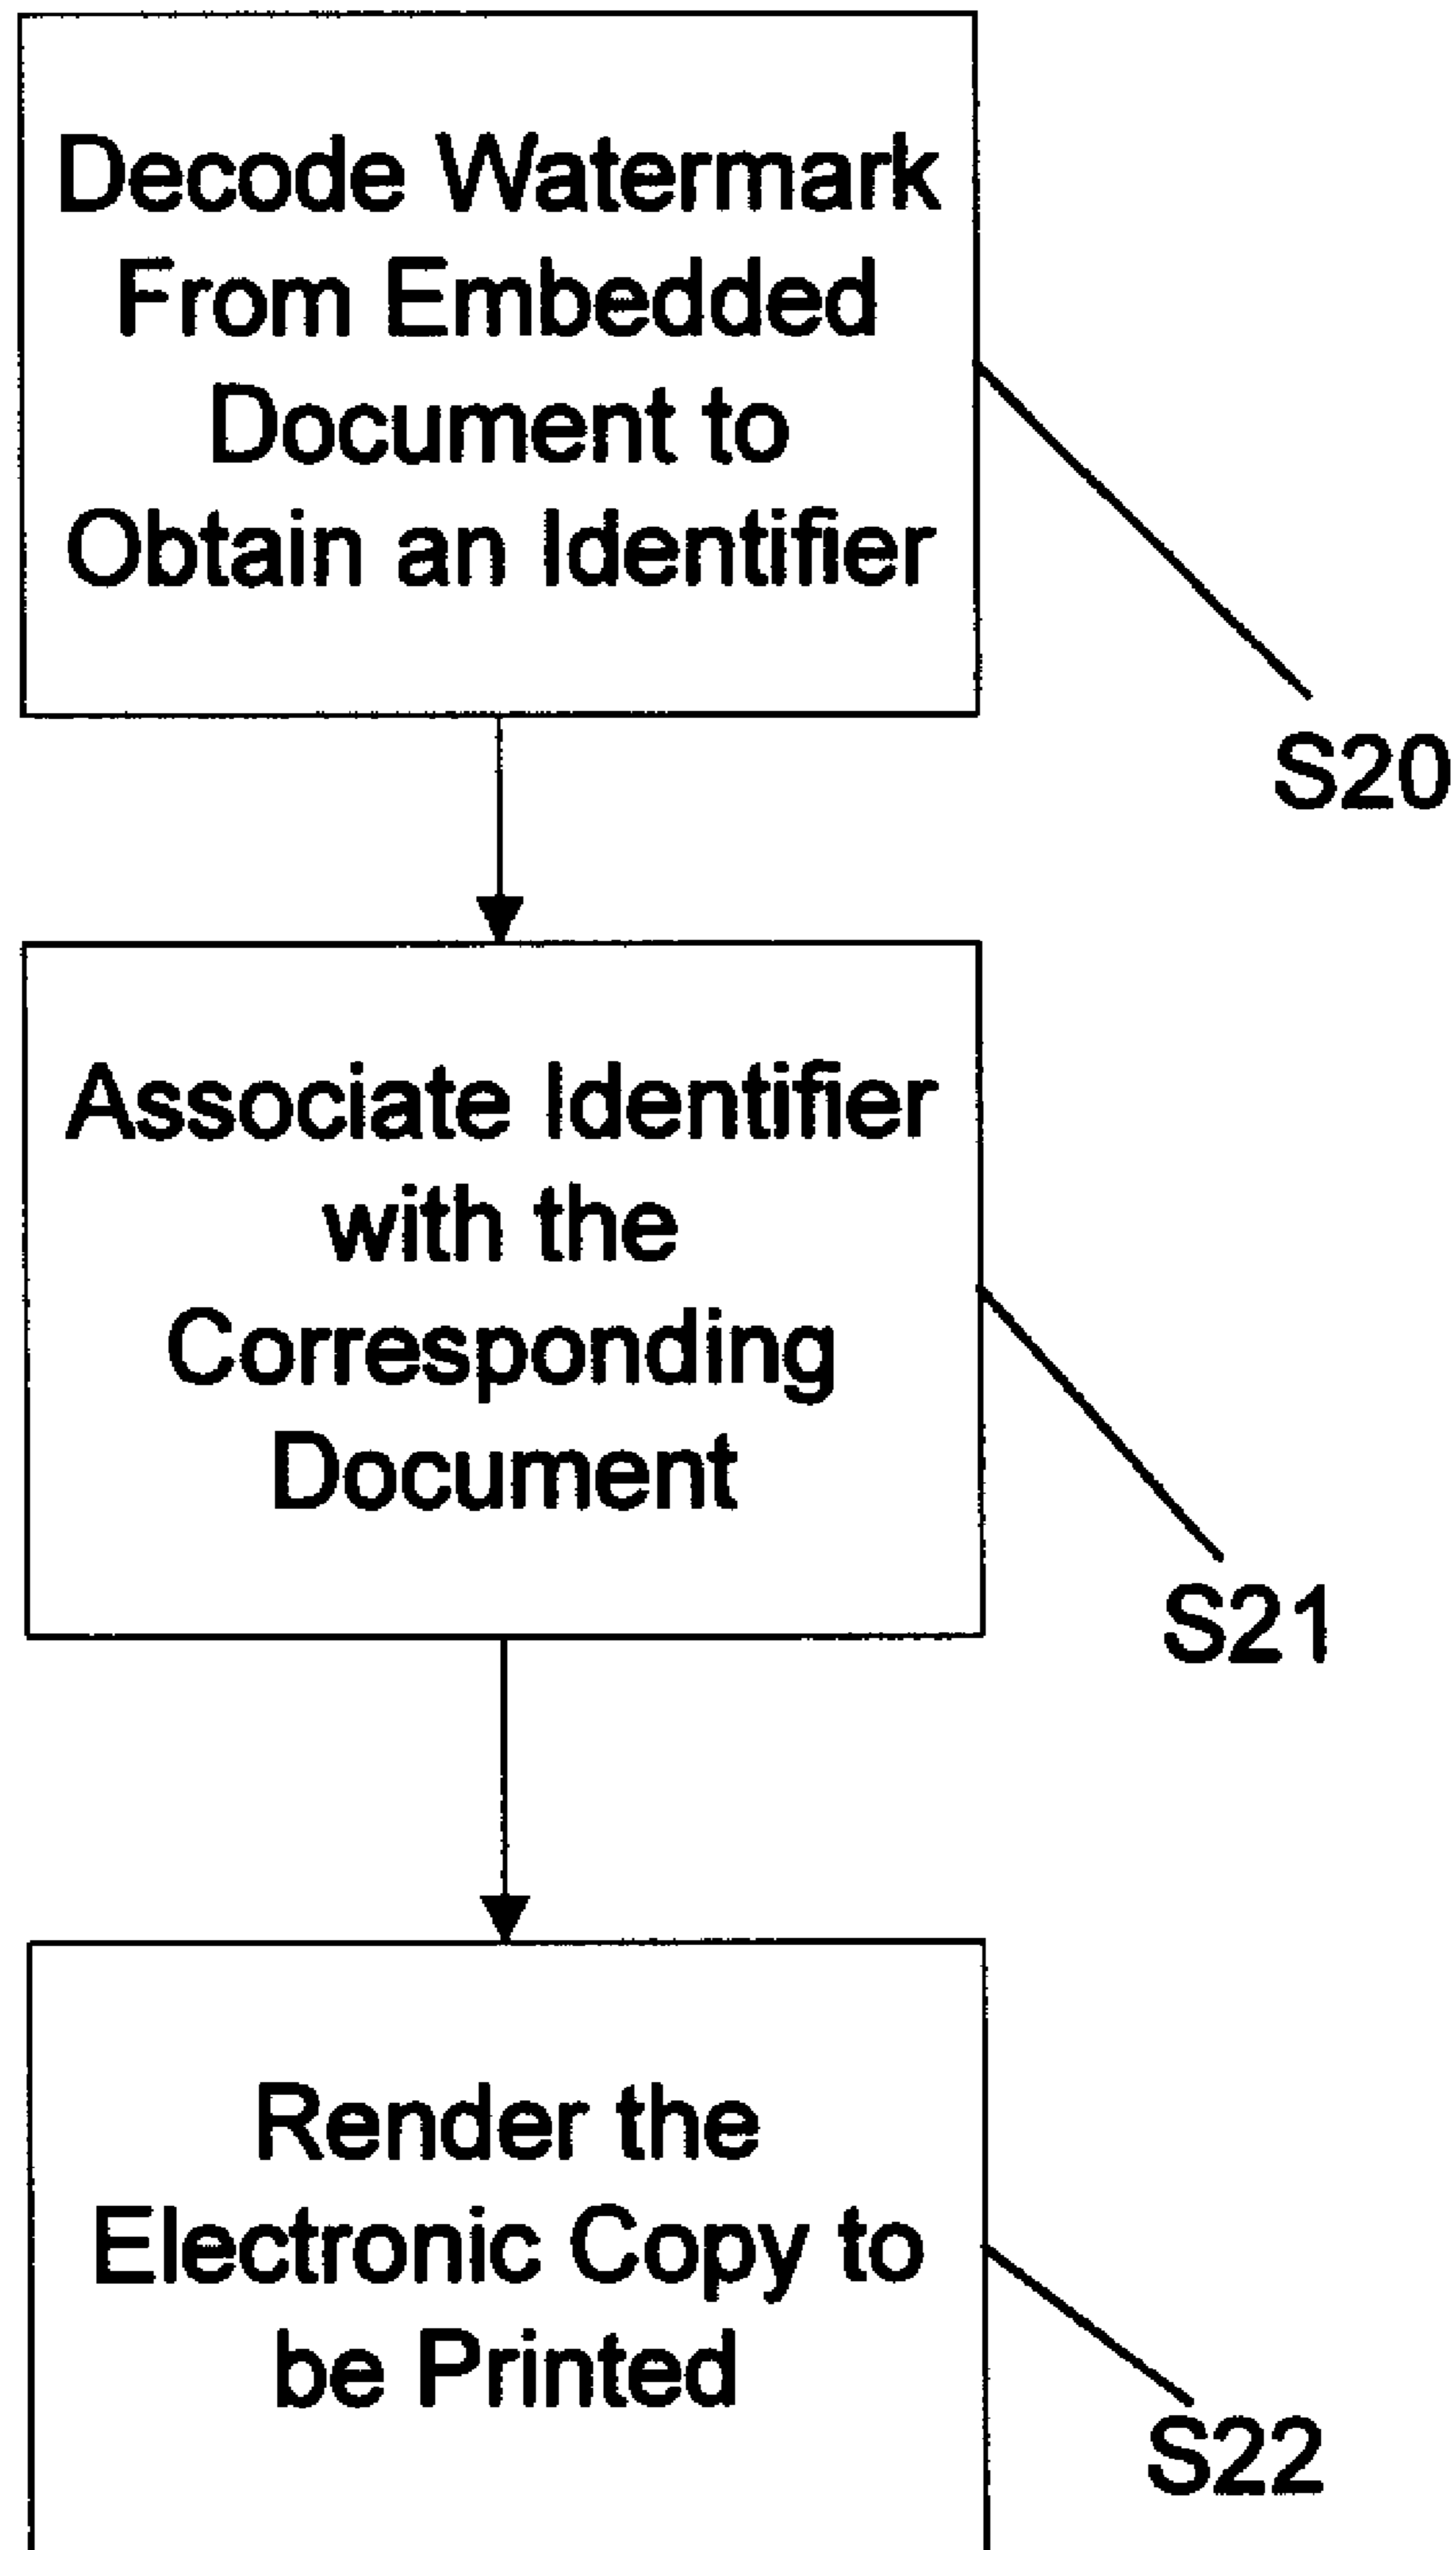 Decode Watermark
From Embedded
Document to
Obtain an Identifier
S20
Associate Identifier
with the
Corresponding
Document
S21
Render the
Electronic Copy to
be Printed
S22